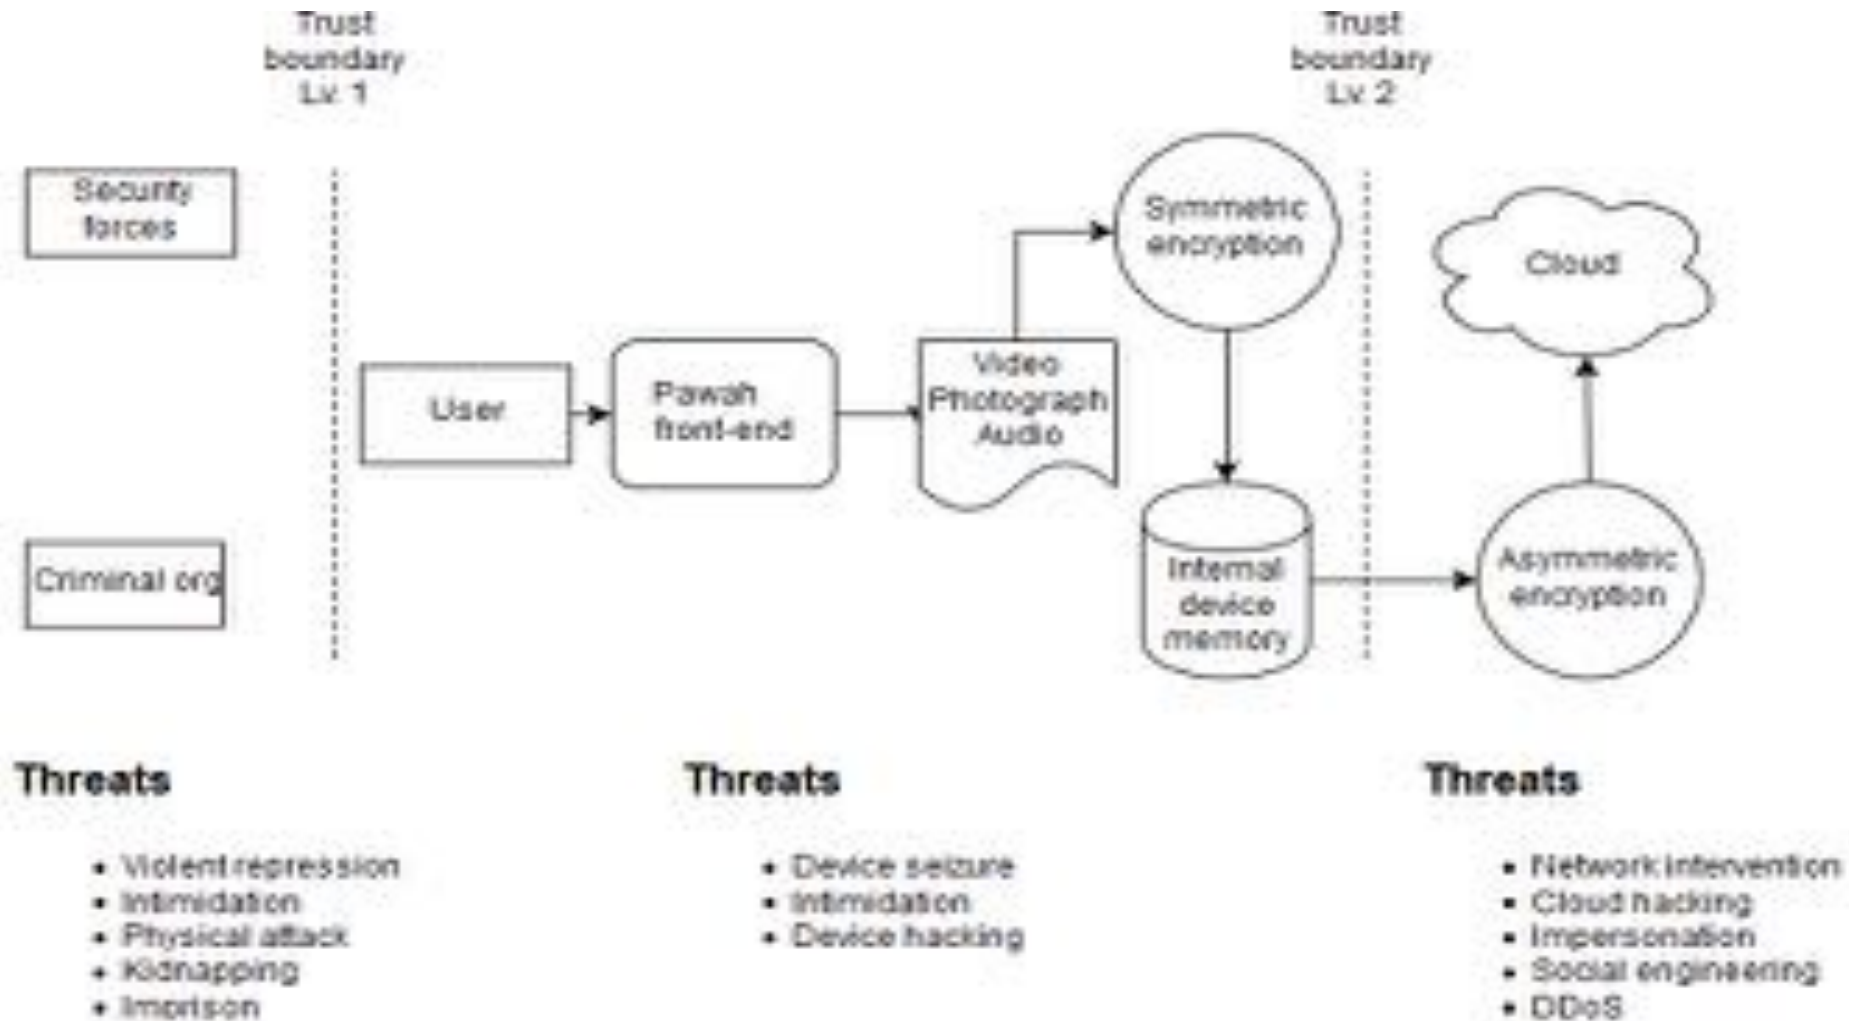 Trust
boundary
Lv. 1
Trust
boundary
Lv. 2
Security
forces
Symmetric
encryption
Cloud
User
Pawah
front-end
Video
Photograph
Audio
Criminal org
Internal
device
memory
Asymmetric
encryption
Threats
• Violent repression
• Intimidation
• Physical attack
• Kidnapping
• Imprison
Threats
• Device seizure
• Intimidation
• Device hacking
Threats
• Network intervention
• Cloud hacking
• Impersonation
• Social engineering
• DDoS